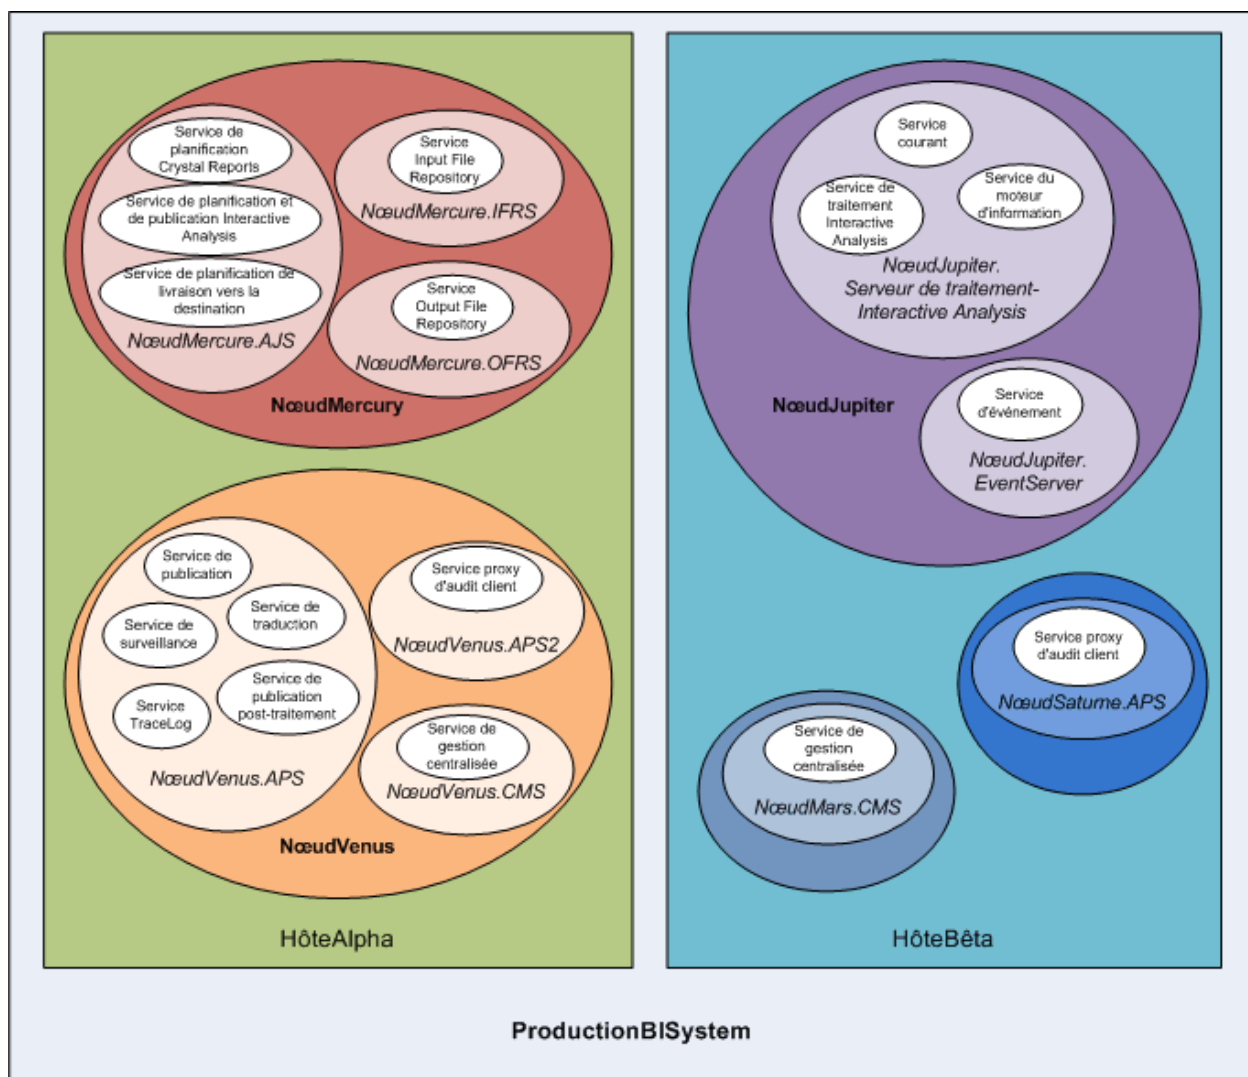 Service de
planification
Crystal Reports
Service de planification et
de publication Interactive
Analysis
Service de planification de
livraison vers la
destination
NœudMercure.AJS
Service
Input File
Repository
NœudMercure.IFRS
Service
Output File
Repository
NœudMercure.OFRS
NœudMercury
Service de
publication
Service de
surveillance
Service de
traduction
Service
TraceLog
Service de
publication
post-traitement
NœudVenus.APS
Service proxy
d'audit client
NœudVenus.APS2
Service de
gestion
centralisée
NœudVenus.CMS
NœudVenus
HôteAlpha
Service
courant
Service de
traitement
Interactive
Analysis
Service du
moteur
d'information
NœudJupiter.
Serveur de traitement-
Interactive Analysis
NœudJupiter
Service
d'événement
NœudJupiter.
EventServer
Service proxy
d'audit client
NœudSaturne.APS
Service de
gestion
centralisée
NœudMars.CMS
HôteBêta
ProductionBISystem